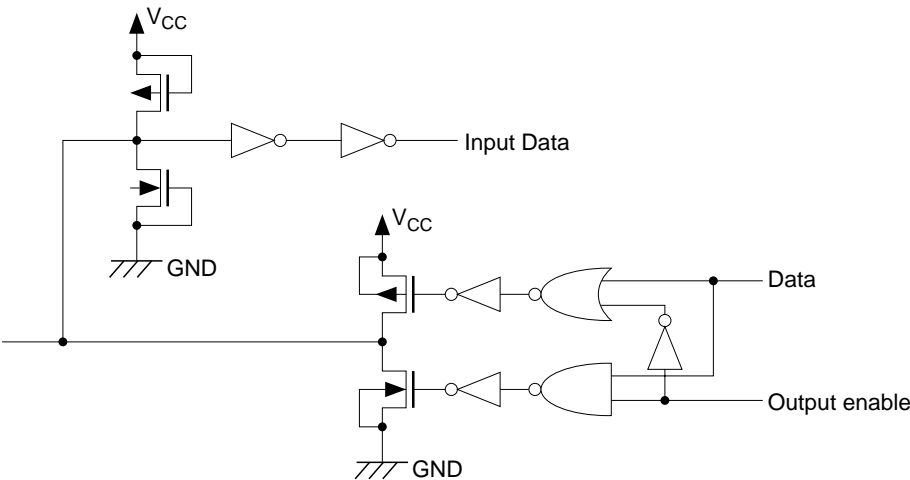 VCC
Input Data
GND
VCC
Data
Output enable
GND